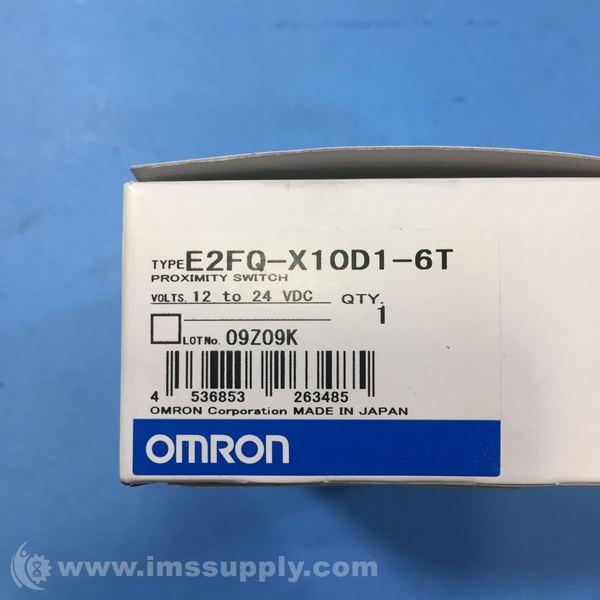 TYPE E2FQ-X10D1-6T
PROXIMITY SWITCH
VOLTS. 12 to 24 VDC QTY.
1
LOT No. 09Z09K
4 536853 263485
OMRON Corporation MADE IN JAPAN
OMRON
www.imssupply.com